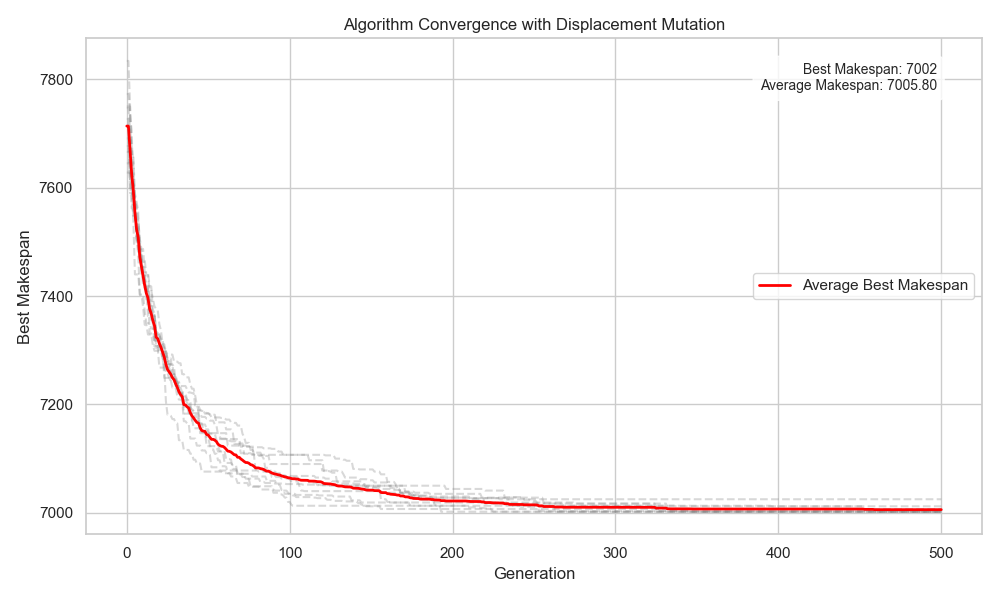 Algorithm Convergence with Displacement Mutation
Best Makespan: 7002
Average Makespan: 7005.80
Average Best Makespan
Best Makespan
7800
7600
7400
7200
7000
0 100 200 300 400 500
Generation